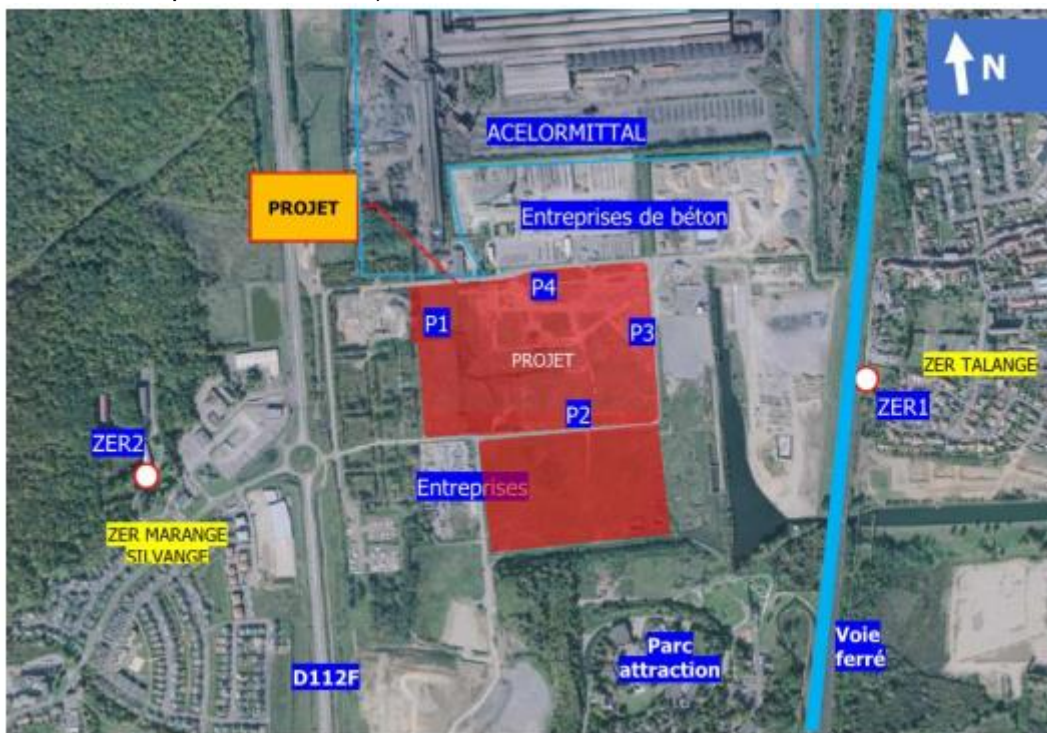 N
ACELORMITTAL
PROJET
Entreprises de béton
P4
P1
P3
PROJET
ZER TALANGE
ZER1
P2
ZER2
Entreprises
ZER MARANGE
SILVANGE
Parc
attraction
Voie
ferré
D112F